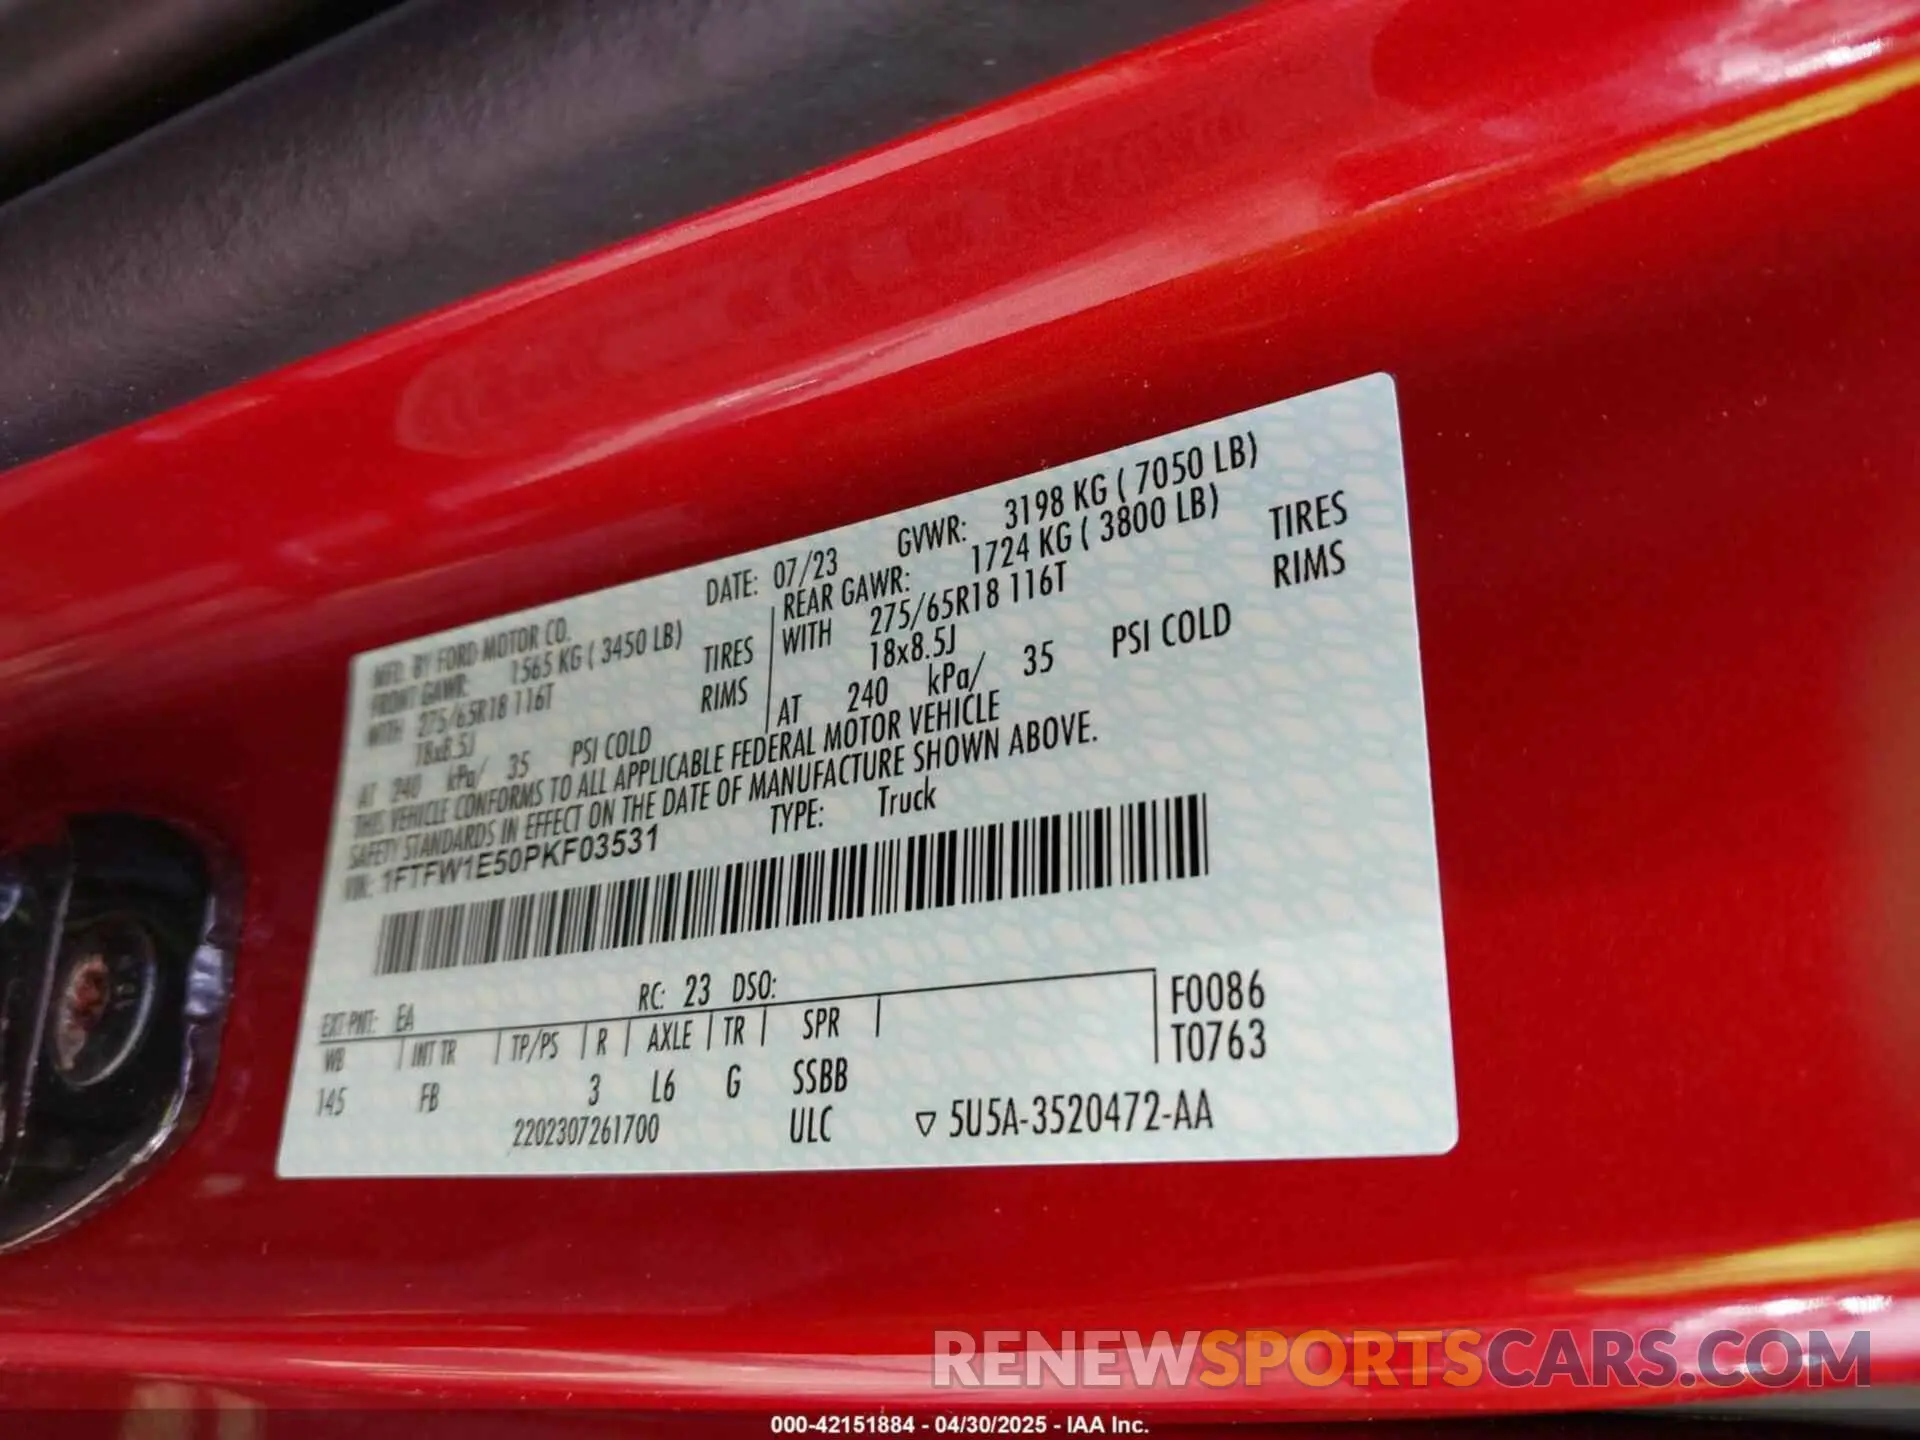 MFD. BY FORD MOTOR CO. DATE: 07/23 GVWR: 3198 KG ( 7050 LB)
FRONT GAWR: 1565 KG ( 3450 LB) REAR GAWR: 1724 KG ( 3800 LB)
WITH 275/65R18 116T TIRES WITH 275/65R18 116T TIRES
18x8.5J RIMS 18x8.5J RIMS
AT 240 kPa/ 35 PSI COLD AT 240 kPa/ 35 PSI COLD
THIS VEHICLE CONFORMS TO ALL APPLICABLE FEDERAL MOTOR VEHICLE
SAFETY STANDARDS IN EFFECT ON THE DATE OF MANUFACTURE SHOWN ABOVE.
VIN: 1FTFW1E50PKF03531 TYPE: Truck
EXT PNT: EA RC: 23 DSO: F0086
WB INT TR TP/PS R AXLE TR SPR T0763
145 FB 3 L6 G SSBB
2202307261700 ULC ▽ 5U5A-3520472-AA
RENEWSPORTSCARS.COM
000-42151884 - 04/30/2025 - IAA Inc.